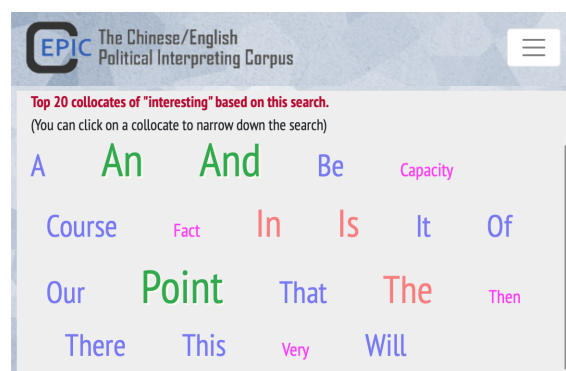 CEPIC The Chinese/English
Political Interpreting Corpus
Top 20 collocates of "interesting" based on this search.
(You can click on a collocate to narrow down the search)
A An And Be Capacity
Course Fact In Is It Of
Our Point That The Then
There This Very Will